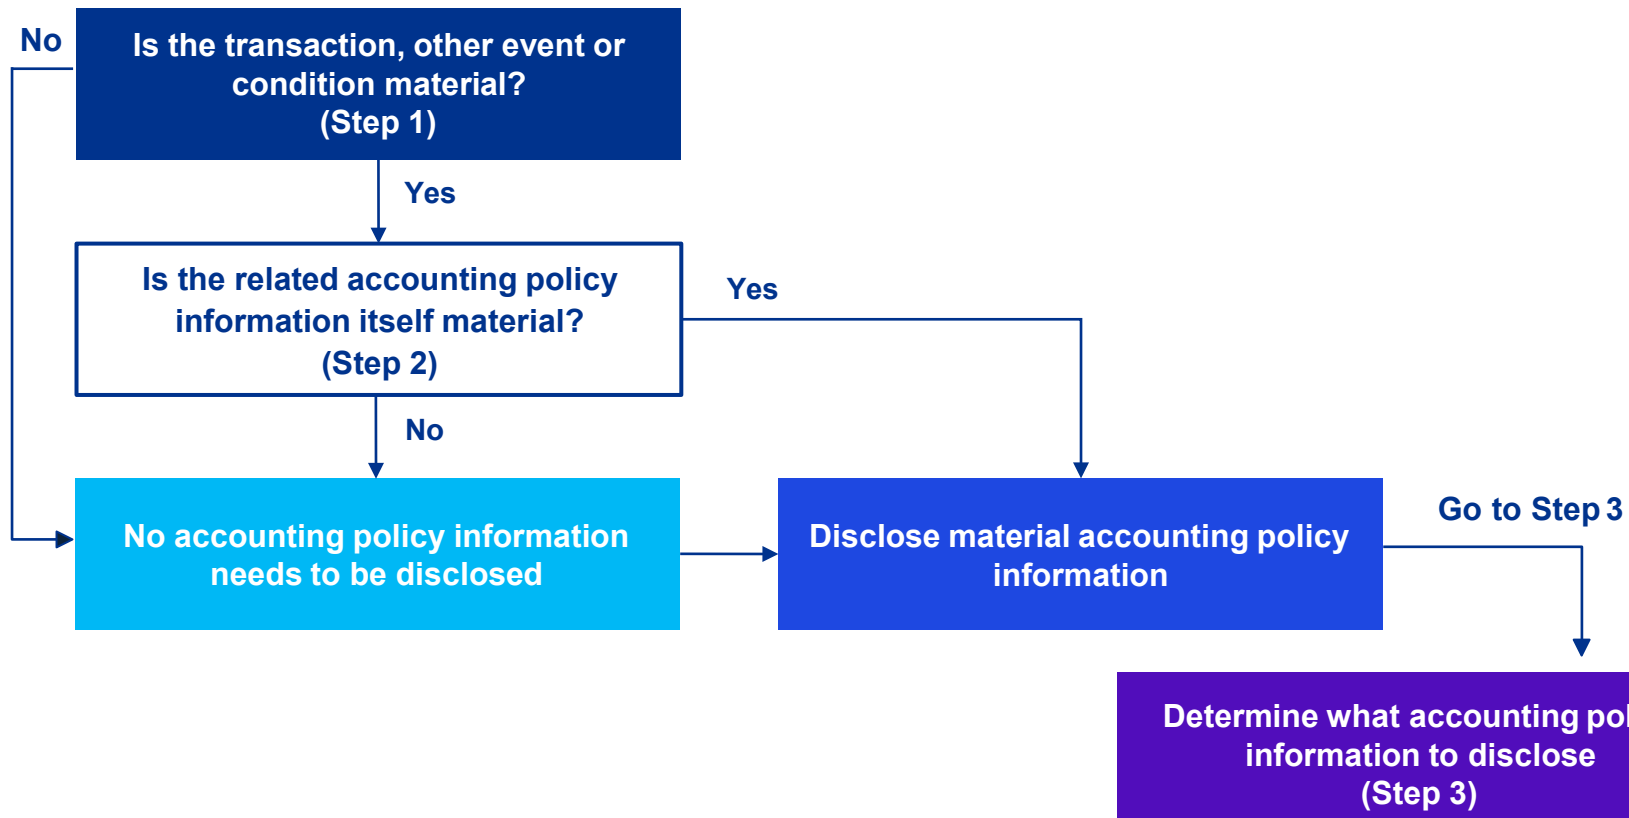 No
Is the transaction, other event or
condition material?
(Step 1)
Yes
Is the related accounting policy
information itself material?
(Step 2)
Yes
No
No accounting policy information
needs to be disclosed
Disclose material accounting policy
information
Go to Step 3
Determine what accounting pol
information to disclose
(Step 3)